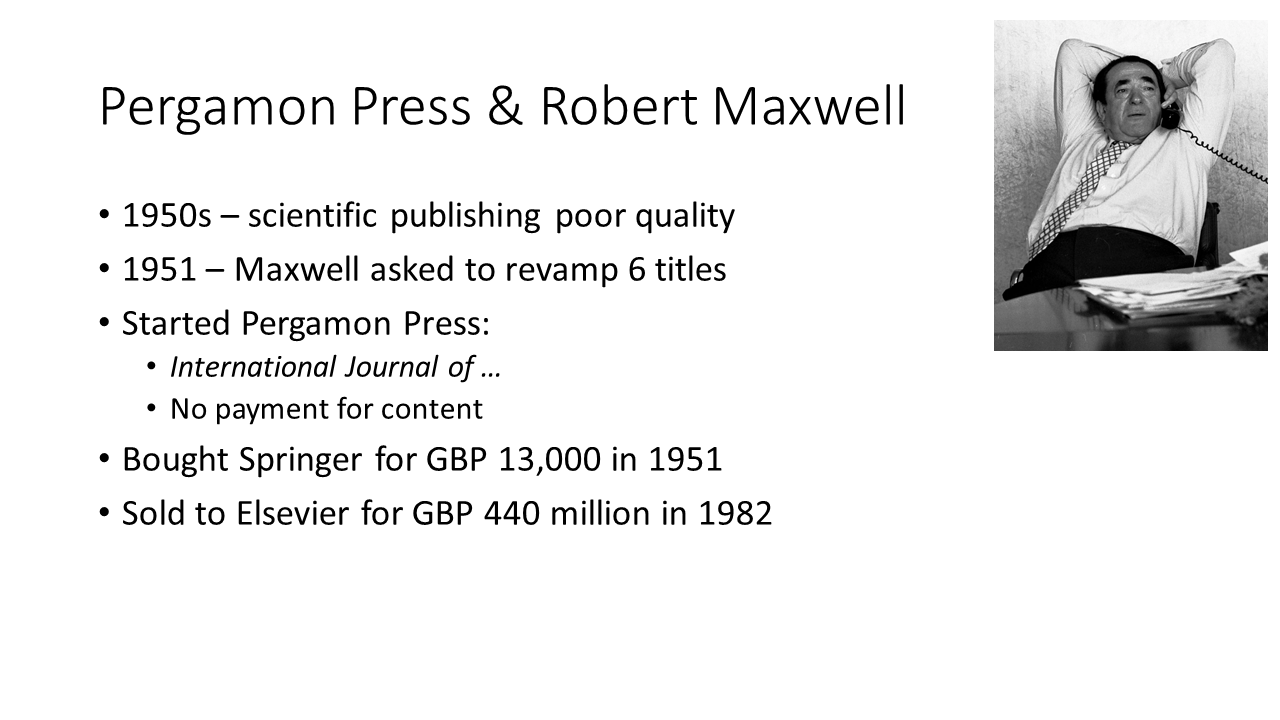 Pergamon Press & Robert Maxwell
• 1950s – scientific publishing poor quality
• 1951 – Maxwell asked to revamp 6 titles
• Started Pergamon Press:
• International Journal of …
• No payment for content
• Bought Springer for GBP 13,000 in 1951
• Sold to Elsevier for GBP 440 million in 1982